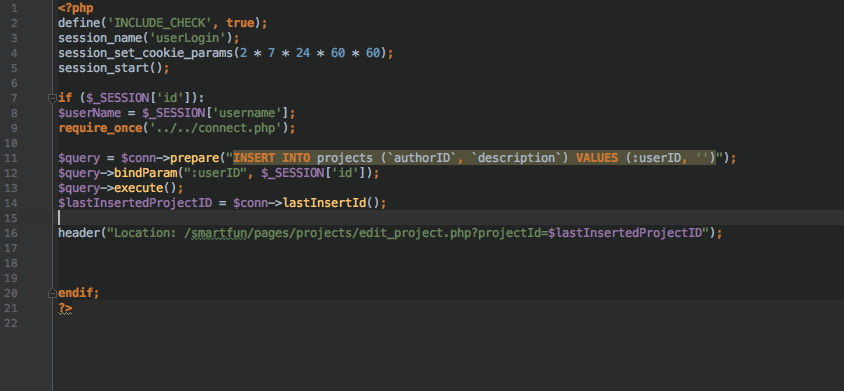 1 <?php
2 define('INCLUDE_CHECK', true);
3 session_name('userLogin');
4 session_set_cookie_params(2 * 7 * 24 * 60 * 60);
5 session_start();
6
7 if ($_SESSION['id']):
8 $userName = $_SESSION['username'];
9 require_once('../../connect.php');
10
11 $query = $conn->prepare("INSERT INTO projects (`authorID`, `description`) VALUES (:userID, '')");
12 $query->bindParam(":userID", $_SESSION['id']);
13 $query->execute();
14 $lastInsertedProjectID = $conn->lastInsertId();
15
16 header("Location: /smartfun/pages/projects/edit_project.php?projectId=$lastInsertedProjectID");
17
18
19
20 endif;
21 ?>
22